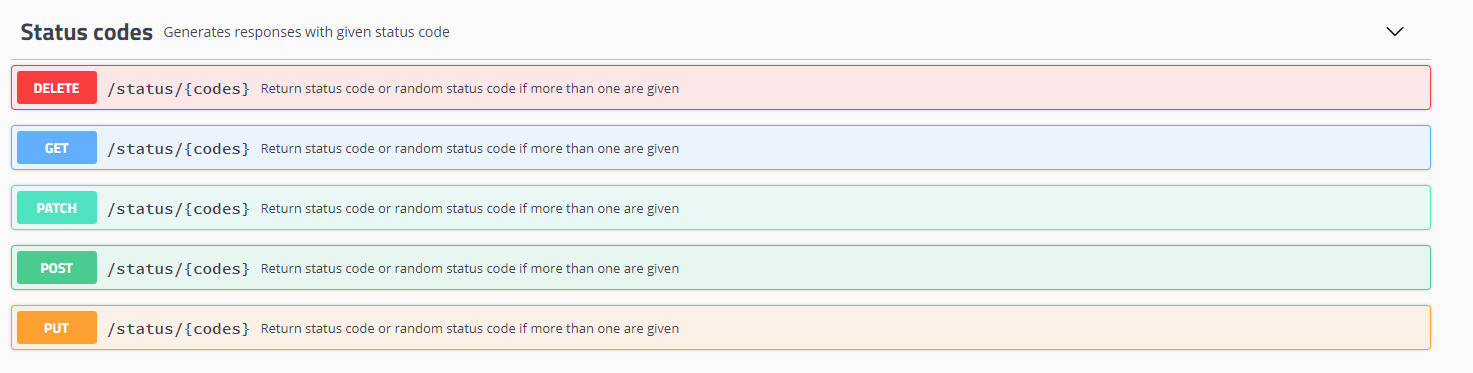 Status codes Generates responses with given status code
DELETE /status/{codes} Return status code or random status code if more than one are given
GET /status/{codes} Return status code or random status code if more than one are given
PATCH /status/{codes} Return status code or random status code if more than one are given
POST /status/{codes} Return status code or random status code if more than one are given
PUT /status/{codes} Return status code or random status code if more than one are given